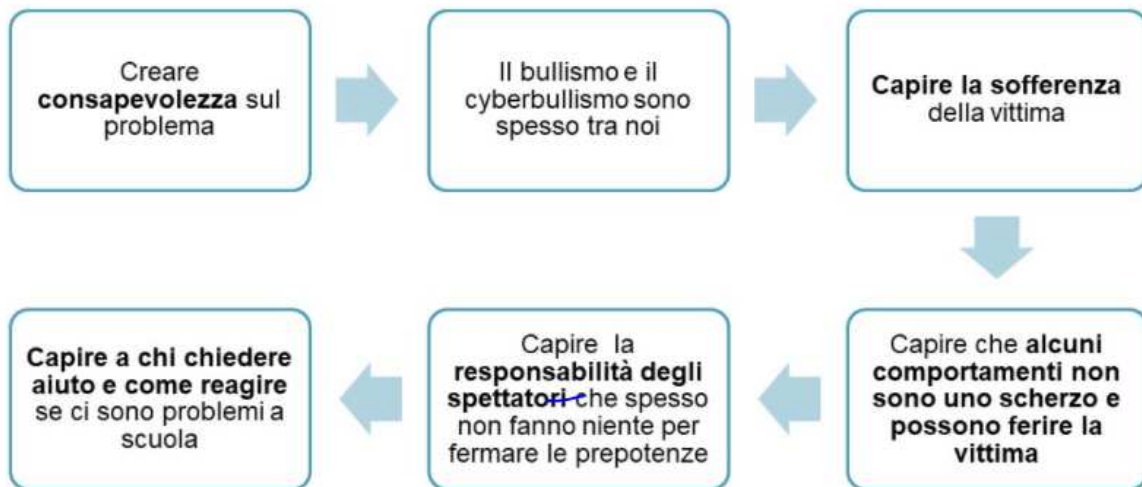 Creare
consapevolezza sul
problema
Il bullismo e il
cyberbullismo sono
spesso tra noi
Capire la sofferenza
della vittima
Capire che alcuni
comportamenti non
sono uno scherzo e
possono ferire la
vittima
Capire la
responsabilità degli
spettatori che spesso
non fanno niente per
fermare le prepotenze
Capire a chi chiedere
aiuto e come reagire
se ci sono problemi a
scuola